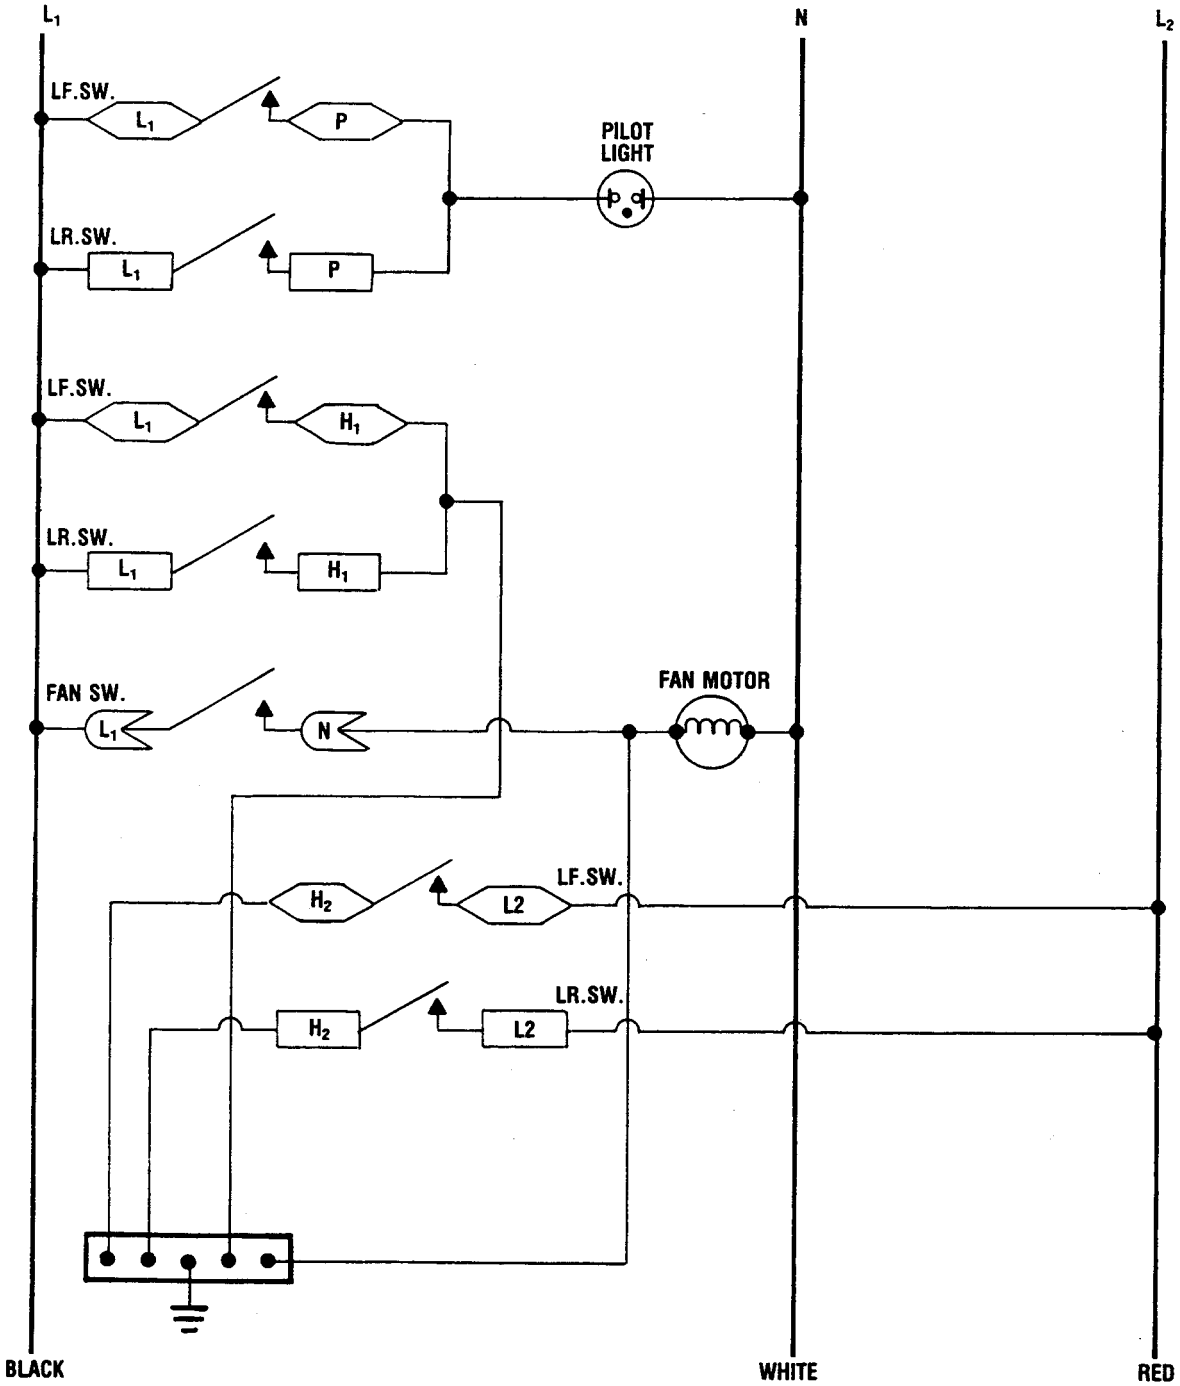 L₁ N L₂
LF.SW.
L₁ P
PILOT
LIGHT
LR.SW.
L₁ P
LF.SW.
L₁ H₁
LR.SW.
L₁ H₁
FAN SW.
L₁ N
FAN MOTOR
LF.SW.
H₂ L2
LR.SW.
H₂ L2
BLACK WHITE RED